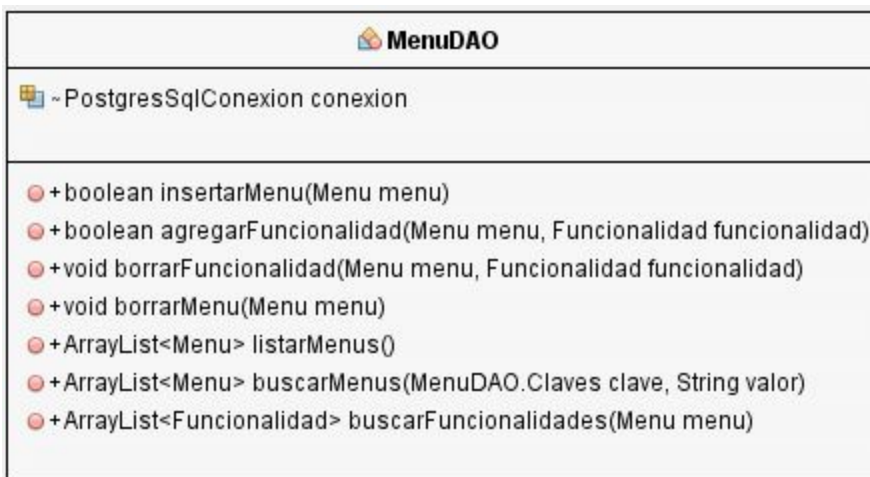 MenuDAO
~PostgresSqlConexion conexion
+boolean insertarMenu(Menu menu)
+boolean agregarFuncionalidad(Menu menu, Funcionalidad funcionalidad)
+void borrarFuncionalidad(Menu menu, Funcionalidad funcionalidad)
+void borrarMenu(Menu menu)
+ArrayList<Menu> listarMenus()
+ArrayList<Menu> buscarMenus(MenuDAO.Claves clave, String valor)
+ArrayList<Funcionalidad> buscarFuncionalidades(Menu menu)